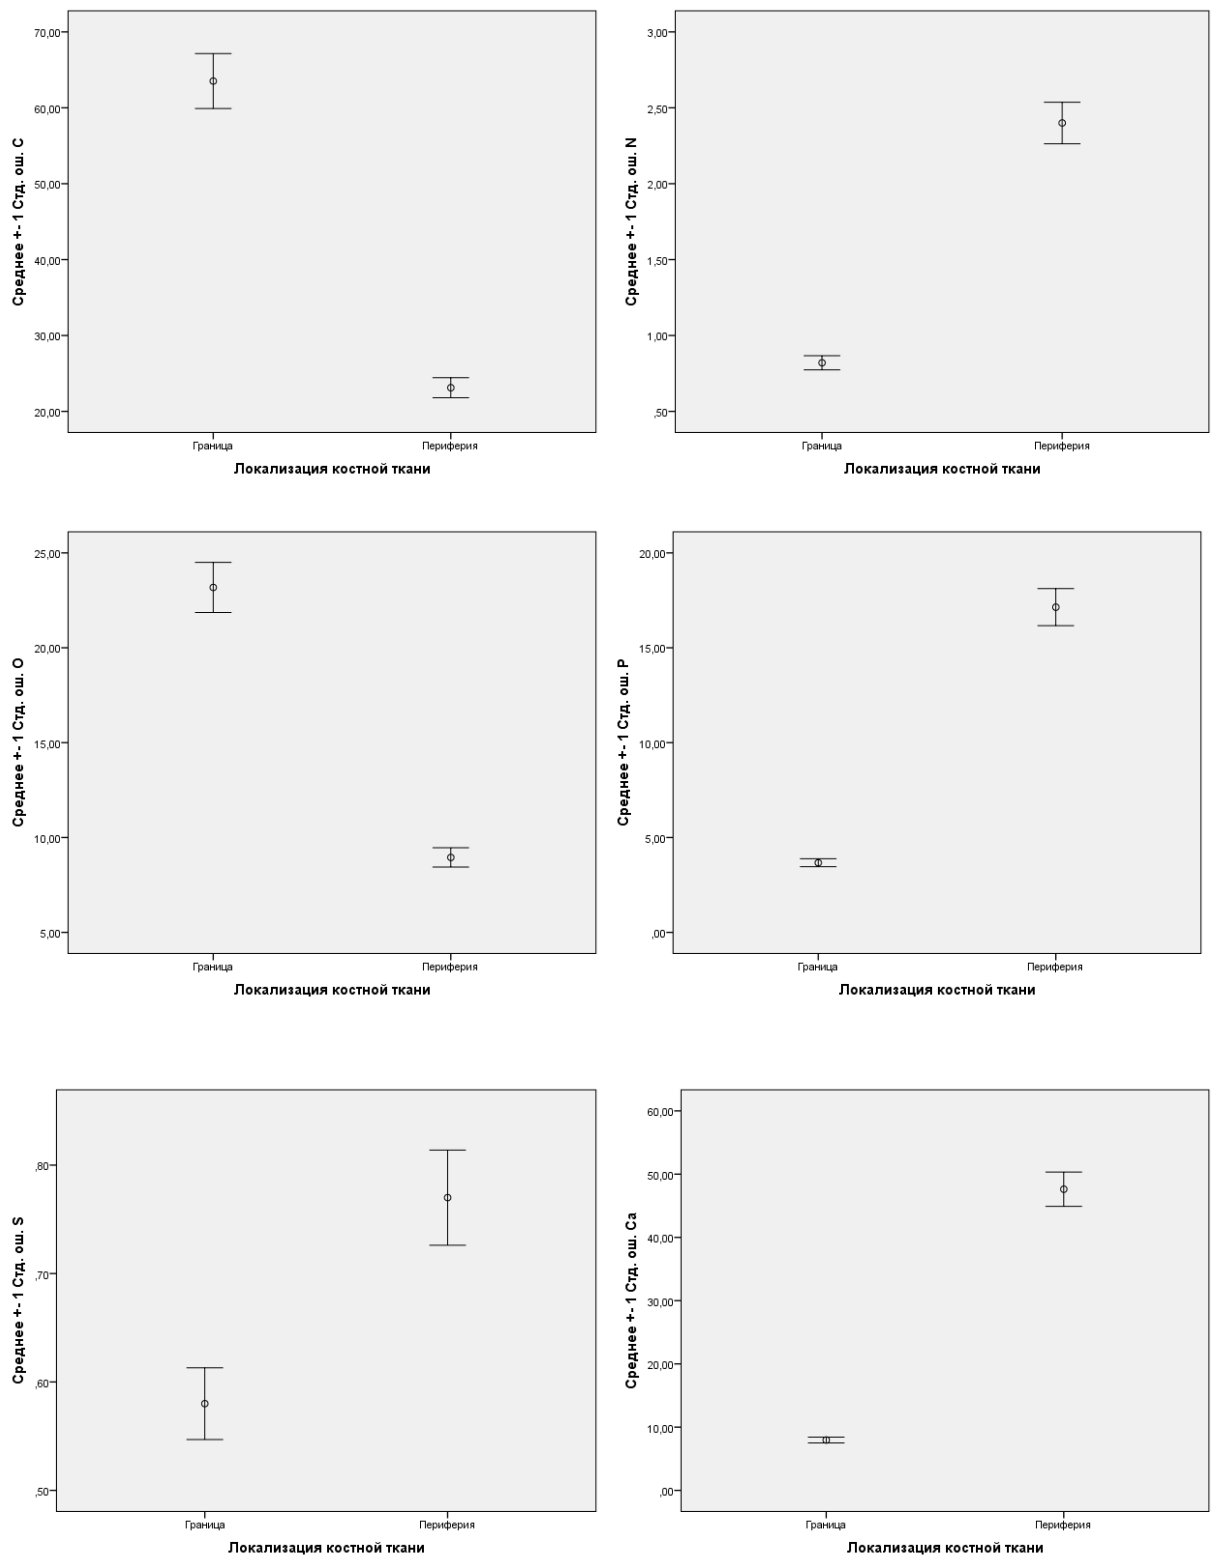 Среднее +- 1 Стд. ош. C
70,00
60,00
50,00
40,00
30,00
20,00
Граница
Периферия
Локализация костной ткани
Среднее +- 1 Стд. ош. N
3,00
2,50
2,00
1,50
1,00
,50
Граница
Периферия
Локализация костной ткани
Среднее +- 1 Стд. ош. O
25,00
20,00
15,00
10,00
5,00
Граница
Периферия
Локализация костной ткани
Среднее +- 1 Стд. ош. P
20,00
15,00
10,00
5,00
,00
Граница
Периферия
Локализация костной ткани
Среднее +- 1 Стд. ош. S
,80
,70
,60
,50
Граница
Периферия
Локализация костной ткани
Среднее +- 1 Стд. ош. Ca
60,00
50,00
40,00
30,00
20,00
10,00
,00
Граница
Периферия
Локализация костной ткани